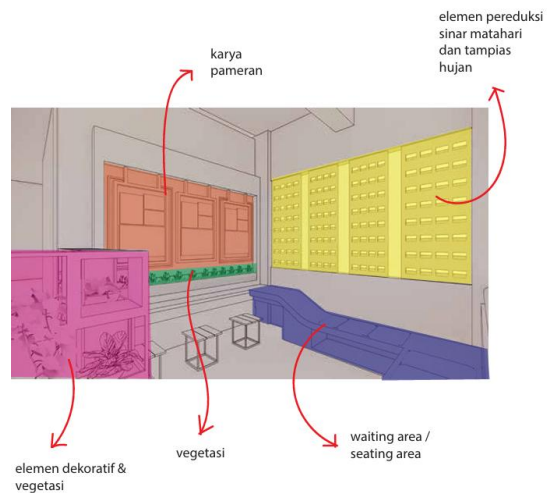 elemen pereduksi
sinar matahari
dan tampias
hujan
karya
pameran
waiting area /
seating area
vegetasi
elemen dekoratif &
vegetasi